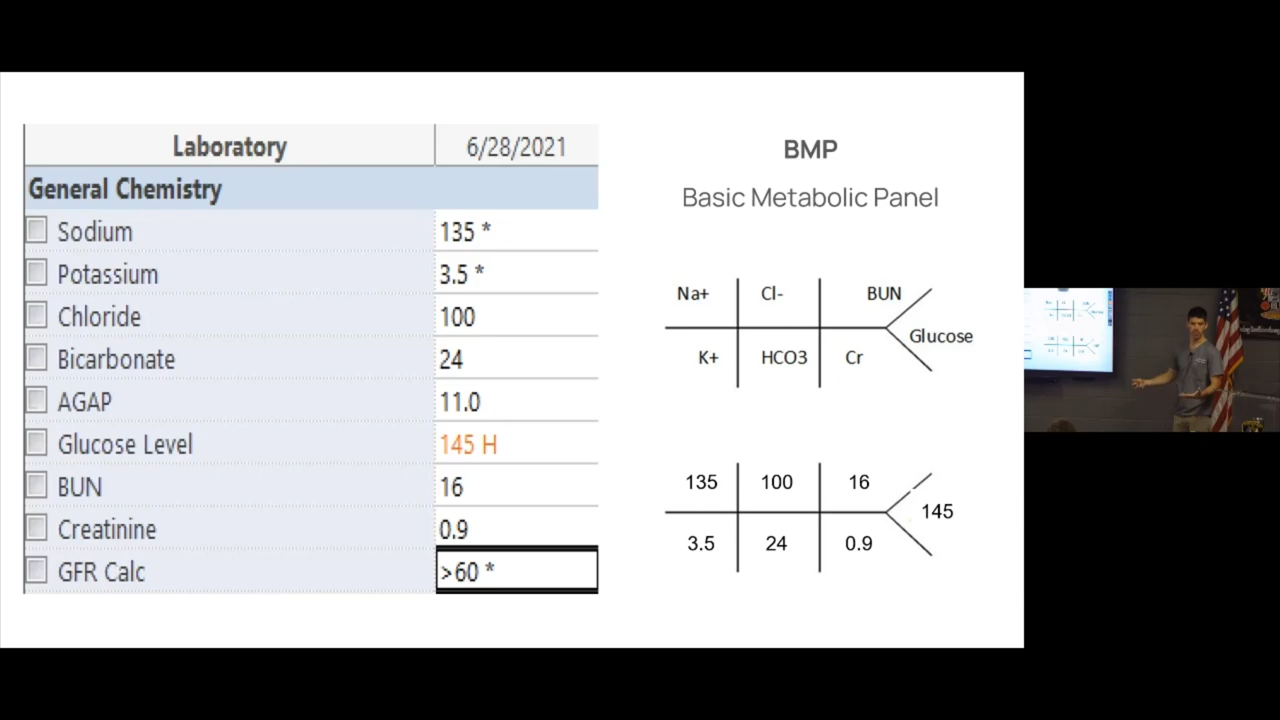 Laboratory 6/28/2021
General Chemistry
Sodium 135 *
Potassium 3.5 *
Chloride 100
Bicarbonate 24
AGAP 11.0
Glucose Level 145 H
BUN 16
Creatinine 0.9
GFR Calc >60 *
BMP
Basic Metabolic Panel
Na+ Cl- BUN
Glucose
K+ HCO3 Cr
135 100 16
145
3.5 24 0.9